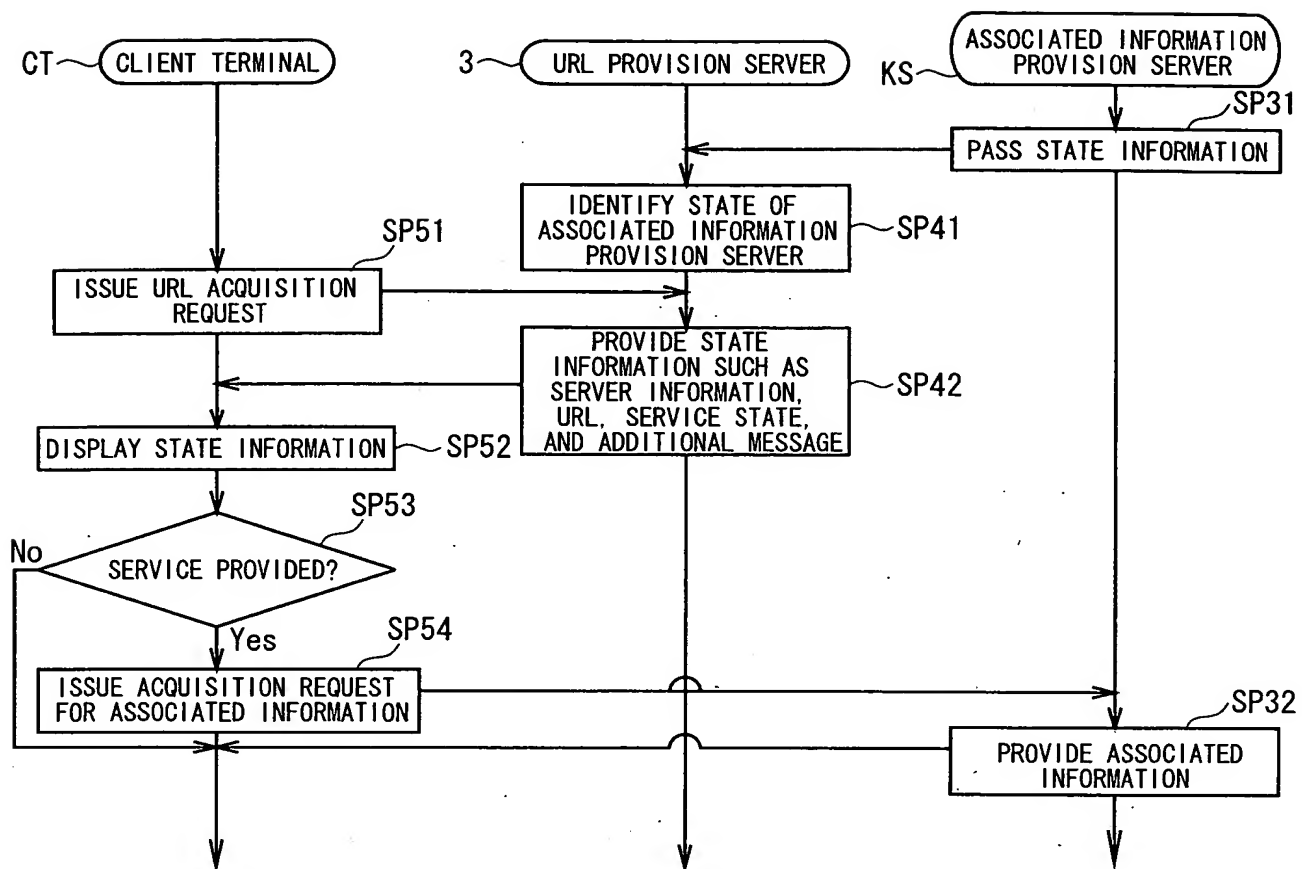 CT
CLIENT TERMINAL
3
URL PROVISION SERVER
KS
ASSOCIATED INFORMATION
PROVISION SERVER
SP31
PASS STATE INFORMATION
IDENTIFY STATE OF
ASSOCIATED INFORMATION
PROVISION SERVER
SP41
SP51
ISSUE URL ACQUISITION
REQUEST
PROVIDE STATE
INFORMATION SUCH AS
SERVER INFORMATION,
URL, SERVICE STATE,
AND ADDITIONAL MESSAGE
SP42
DISPLAY STATE INFORMATION
SP52
SP53
No
SERVICE PROVIDED?
Yes
SP54
ISSUE ACQUISITION REQUEST
FOR ASSOCIATED INFORMATION
SP32
PROVIDE ASSOCIATED
INFORMATION